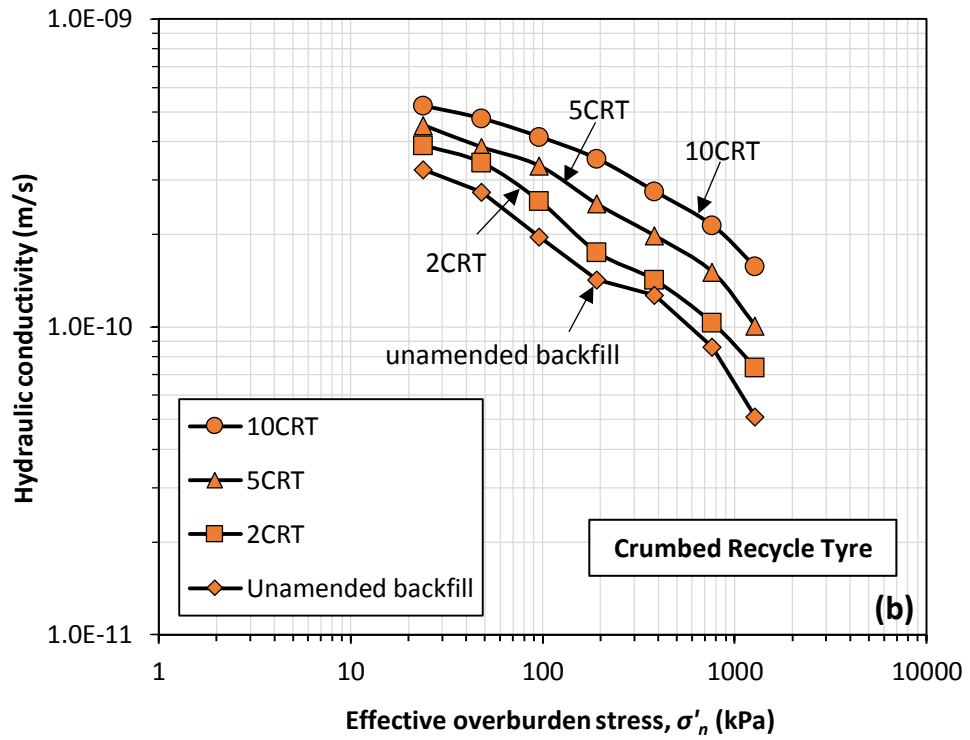 1.0E-09
1.0E-10
1.0E-11
Hydraulic conductivity (m/s)
5CRT
10CRT
2CRT
unamended backfill
10CRT
5CRT
2CRT
Unamended backfill
Crumbed Recycle Tyre
(b)
1 10 100 1000 10000
Effective overburden stress, σ'n (kPa)